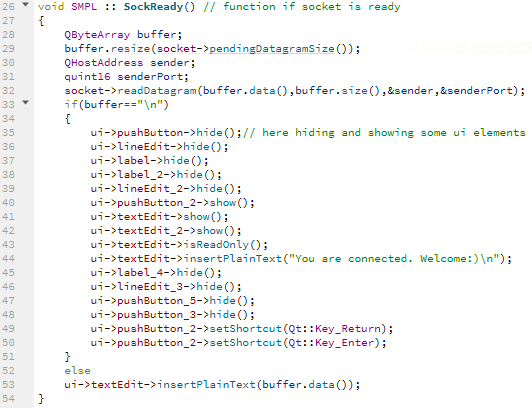 26 void SMPL :: SockReady() // function if socket is ready
27 {
28     QByteArray buffer;
29     buffer.resize(socket->pendingDatagramSize());
30     QHostAddress sender;
31     quint16 senderPort;
32     socket->readDatagram(buffer.data(),buffer.size(),&sender,&senderPort);
33     if(buffer=="\n")
34     {
35         ui->pushButton->hide();// here hiding and showing some ui elements
36         ui->lineEdit->hide();
37         ui->label->hide();
38         ui->label_2->hide();
39         ui->lineEdit_2->hide();
40         ui->pushButton_2->show();
41         ui->textEdit->show();
42         ui->textEdit_2->show();
43         ui->textEdit->isReadOnly();
44         ui->textEdit->insertPlainText("You are connected. Welcome:)\n");
45         ui->label_4->hide();
46         ui->lineEdit_3->hide();
47         ui->pushButton_5->hide();
48         ui->pushButton_3->hide();
49         ui->pushButton_2->setShortcut(Qt::Key_Return);
50         ui->pushButton_2->setShortcut(Qt::Key_Enter);
51     }
52     else
53     ui->textEdit->insertPlainText(buffer.data());
54 }